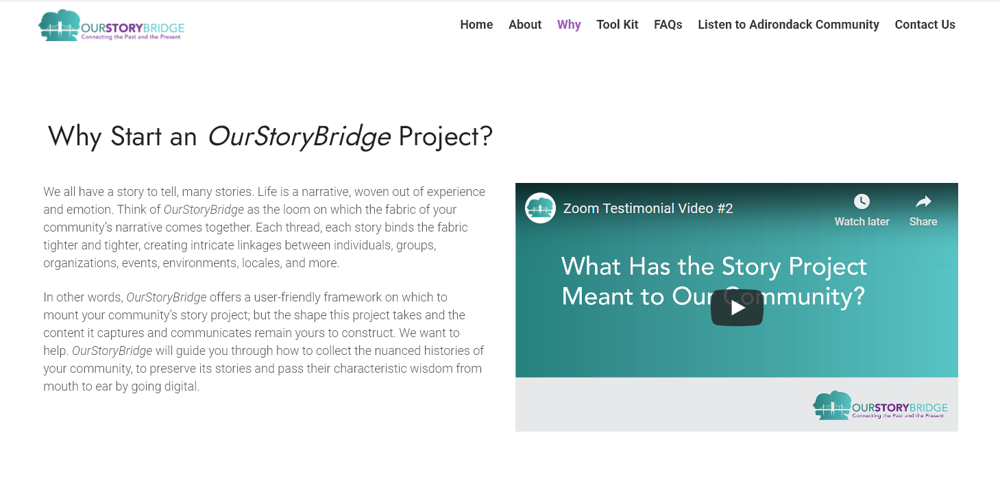 OURSTORYBRIDGE
Connecting the Past and the Present
Home About Why Tool Kit FAQs Listen to Adirondack Community Contact Us
Why Start an OurStoryBridge Project?
We all have a story to tell, many stories. Life is a narrative, woven out of experience
and emotion. Think of OurStoryBridge as the loom on which the fabric of your
community’s narrative comes together. Each thread, each story binds the fabric
tighter and tighter, creating intricate linkages between individuals, groups,
organizations, events, environments, locales, and more.
In other words, OurStoryBridge offers a user-friendly framework on which to
mount your community’s story project; but the shape this project takes and the
content it captures and communicates remain yours to construct. We want to
help. OurStoryBridge will guide you through how to collect the nuanced histories of
your community, to preserve its stories and pass their characteristic wisdom from
mouth to ear by going digital.
Zoom Testimonial Video #2
Watch later Share
What Has the Story Project
Meant to Our Community?
OURSTORYBRIDGE
Connecting the Past and the Present